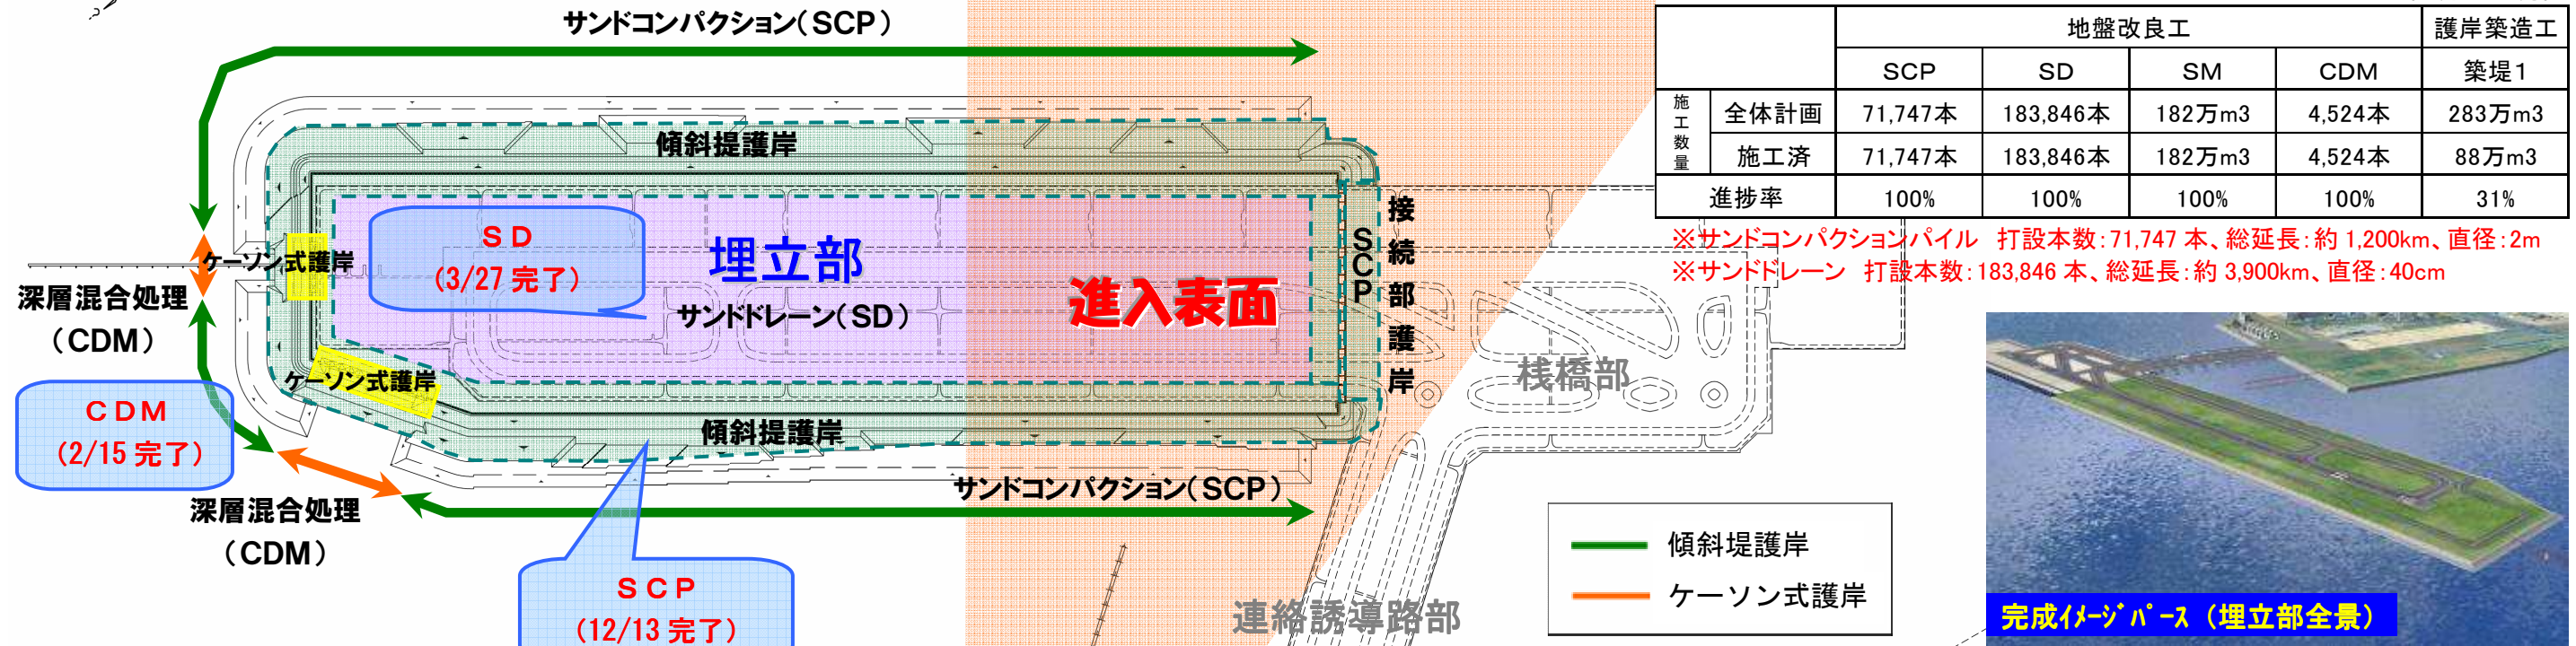 サンドコンパクション(SCP)
地盤改良工 護岸築造工
SCP SD SM CDM 築堤1
施工数量
全体計画 71,747本 183,846本 182万m3 4,524本 283万m3
施工済 71,747本 183,846本 182万m3 4,524本 88万m3
進捗率 100% 100% 100% 100% 31%
※サンドコンパクションパイル 打設本数:71,747 本、総延長:約 1,200km、直径:2m
※サンドドレーン 打設本数:183,846 本、総延長:約 3,900km、直径:40cm
傾斜提護岸
SD
(3/27 完了)
埋立部
サンドドレーン(SD)
進入表面
SCP
接続部護岸
ケーソン式護岸
深層混合処理
(CDM)
ケーソン式護岸
CDM
(2/15 完了)
傾斜提護岸
桟橋部
サンドコンパクション(SCP)
深層混合処理
(CDM)
SCP
(12/13 完了)
連絡誘導路部
傾斜堤護岸
ケーソン式護岸
完成イメージパース(埋立部全景)